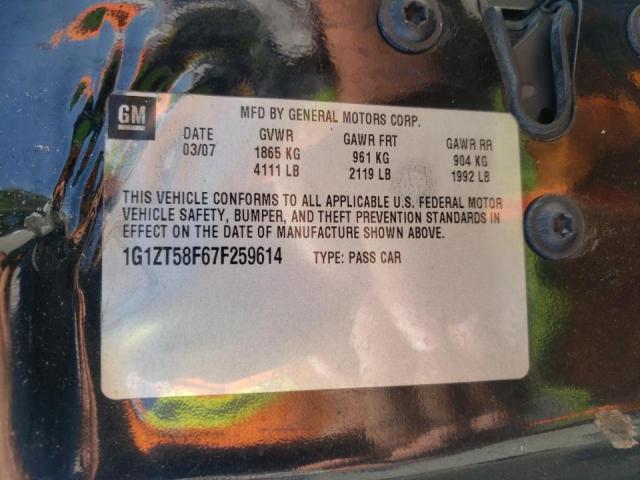 GM
MFD BY GENERAL MOTORS CORP.
DATE GVWR GAWR FRT GAWR RR
03/07 1865 KG 961 KG 904 KG
4111 LB 2119 LB 1992 LB
THIS VEHICLE CONFORMS TO ALL APPLICABLE U.S. FEDERAL MOTOR
VEHICLE SAFETY, BUMPER, AND THEFT PREVENTION STANDARDS IN
EFFECT ON THE DATE OF MANUFACTURE SHOWN ABOVE.
1G1ZT58F67F259614 TYPE: PASS CAR